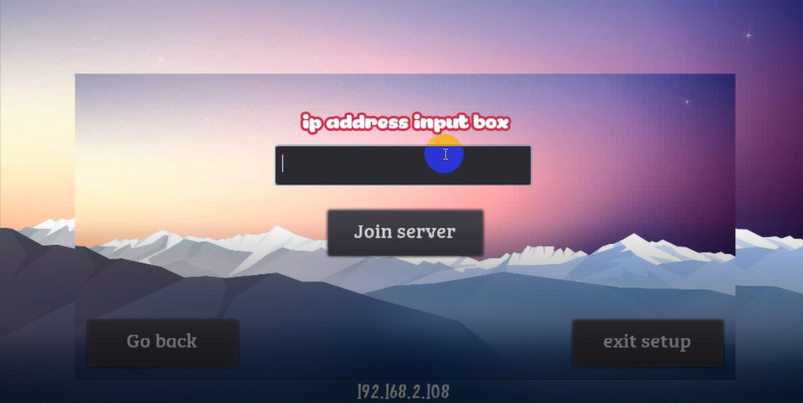 ip address input box
Join server
Go back
exit setup
192.168.2.108